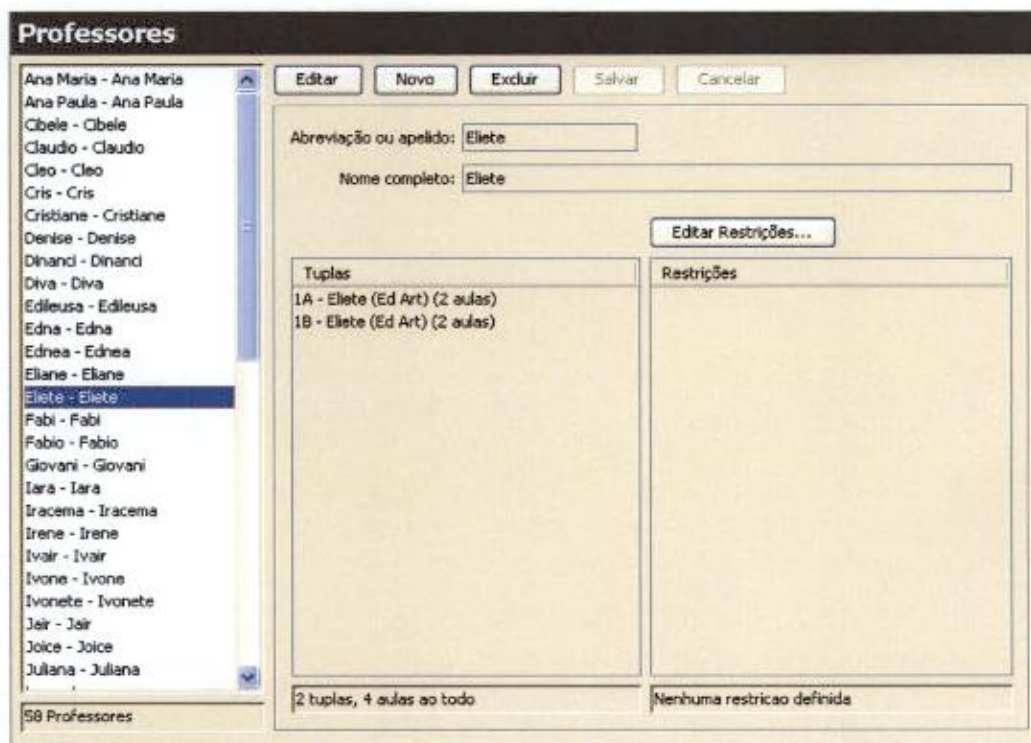 Professores
Ana Maria - Ana Maria
Ana Paula - Ana Paula
Cibele - Cibele
Claudio - Claudio
Cleo - Cleo
Cris - Cris
Cristiane - Cristiane
Denise - Denise
Dinanci - Dinanci
Diva - Diva
Edileusa - Edileusa
Edna - Edna
Ednea - Ednea
Eliane - Eliane
Eliete - Eliete
Fabi - Fabi
Fabio - Fabio
Giovani - Giovani
Iara - Iara
Iracema - Iracema
Irene - Irene
Ivair - Ivair
Ivone - Ivone
Ivonete - Ivonete
Jair - Jair
Joice - Joice
Juliana - Juliana
58 Professores
Editar Novo Excluir Salvar Cancelar
Abreviação ou apelido: Eliete
Nome completo: Eliete
Editar Restrições...
Tuplas
1A - Eliete (Ed Art) (2 aulas)
1B - Eliete (Ed Art) (2 aulas)
2 tuplas, 4 aulas ao todo
Restrições
Nenhuma restricao definida